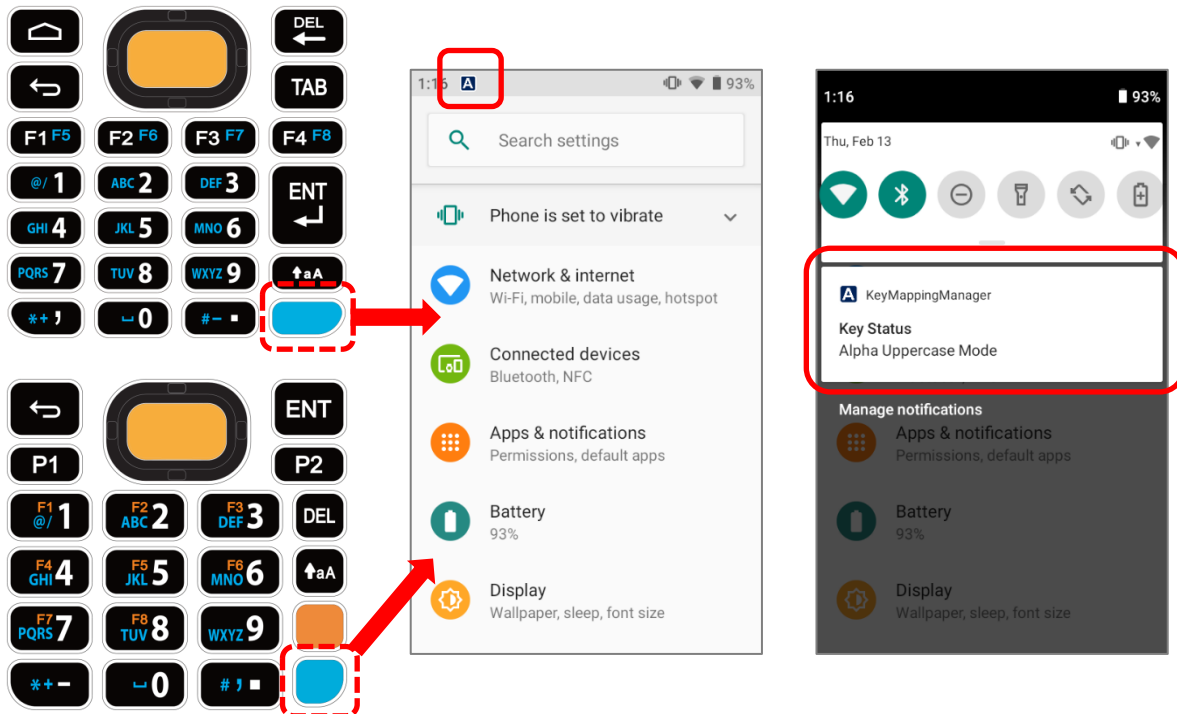 DEL
TAB
F1 F5 F2 F6 F3 F7 F4 F8
@/ 1 ABC 2 DEF 3 ENT
GHI 4 JKL 5 MNO 6
PQRS 7 TUV 8 WXYZ 9 aA
*+ , 0 #- .
ENT
P1 P2
F1 @/ 1 F2 ABC 2 F3 DEF 3 DEL
F4 GHI 4 F5 JKL 5 F6 MNO 6 aA
F7 PQRS 7 F8 TUV 8 WXYZ 9
*+ - 0 # , .
1:16 A 93%
Search settings
Phone is set to vibrate
Network & internet
Wi-Fi, mobile, data usage, hotspot
Connected devices
Bluetooth, NFC
Apps & notifications
Permissions, default apps
Battery
93%
Display
Wallpaper, sleep, font size
1:16 93%
Thu, Feb 13
A KeyMappingManager
Key Status
Alpha Uppercase Mode
Manage notifications
Apps & notifications
Permissions, default apps
Battery
93%
Display
Wallpaper, sleep, font size